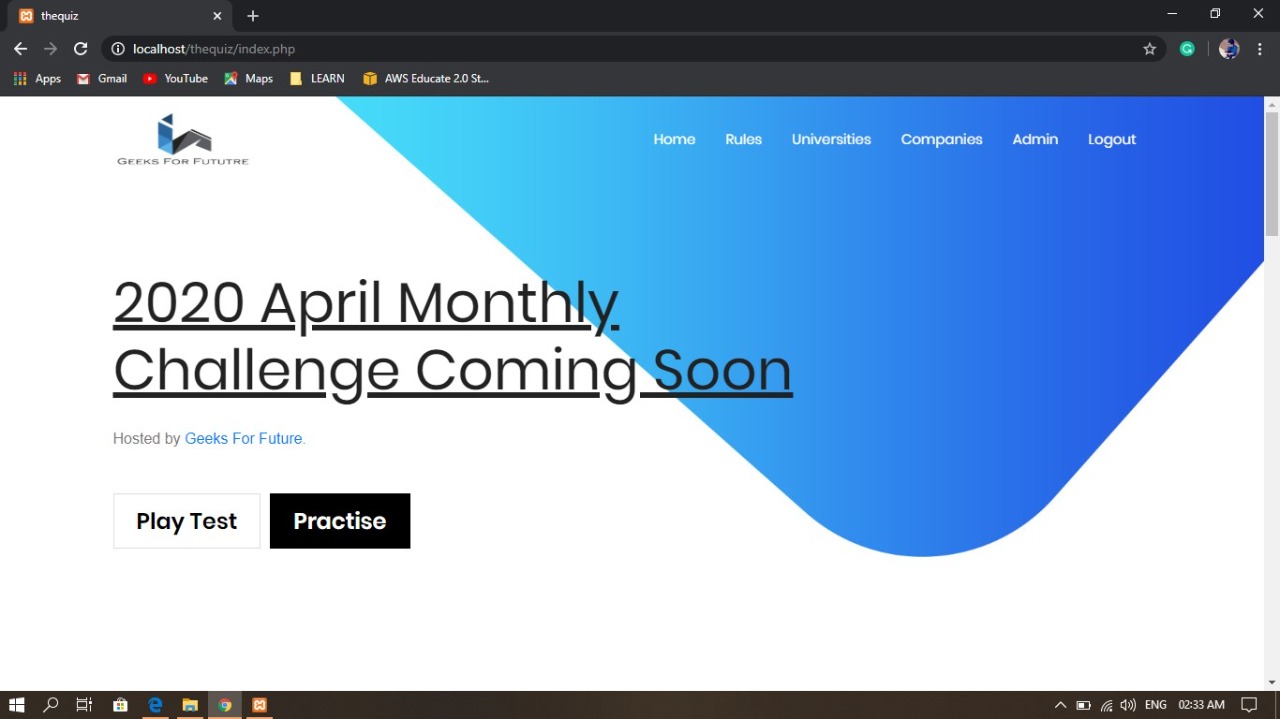 thequiz
localhost/thequiz/index.php
Apps Gmail YouTube Maps LEARN AWS Educate 2.0 St...
GEEKS FOR FUTUTRE
Home Rules Universities Companies Admin Logout
2020 April Monthly
Challenge Coming Soon
Hosted by Geeks For Future.
Play Test Practise
ENG 02:33 AM